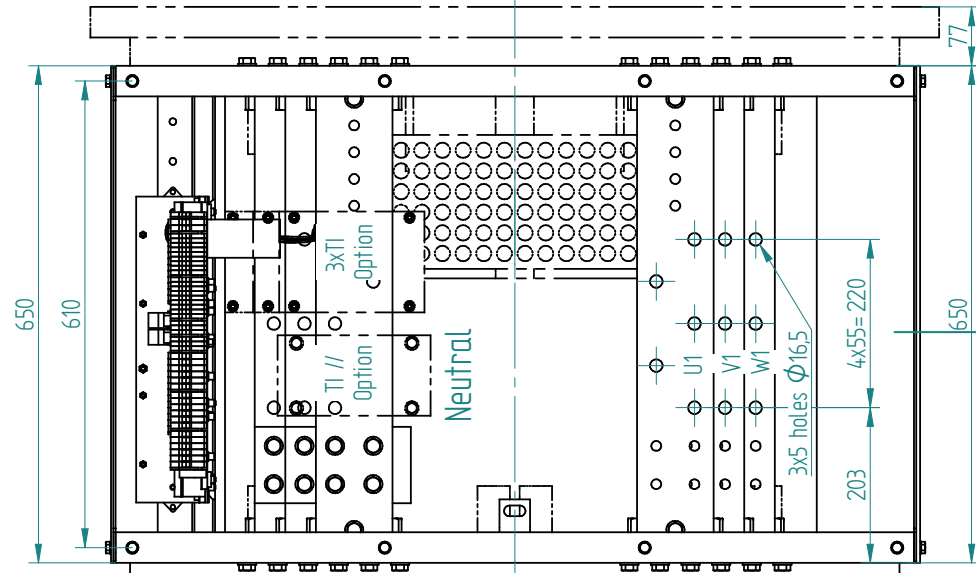 77
650
610
3xTI
Option
TI //
Option
Neutral
U1
V1
W1
3x5 holes Φ16,5
4x55= 220
203
650